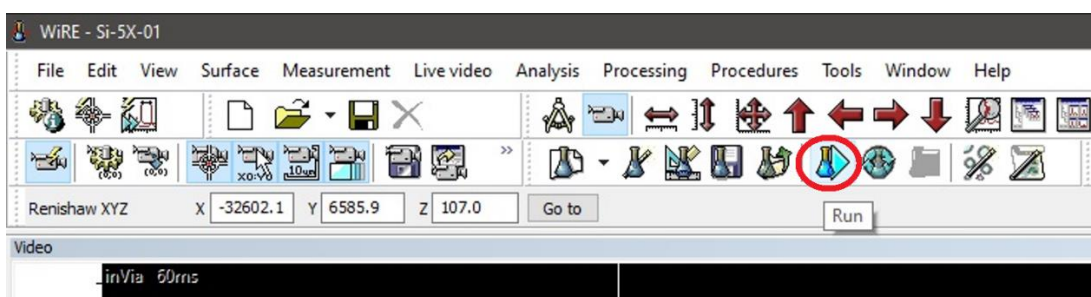 WiRE - Si-5X-01
File Edit View Surface Measurement Live video Analysis Processing Procedures Tools Window Help
Renishaw XYZ X -32602.1 Y 6585.9 Z 107.0 Go to
Run
Video
inVia 60ms